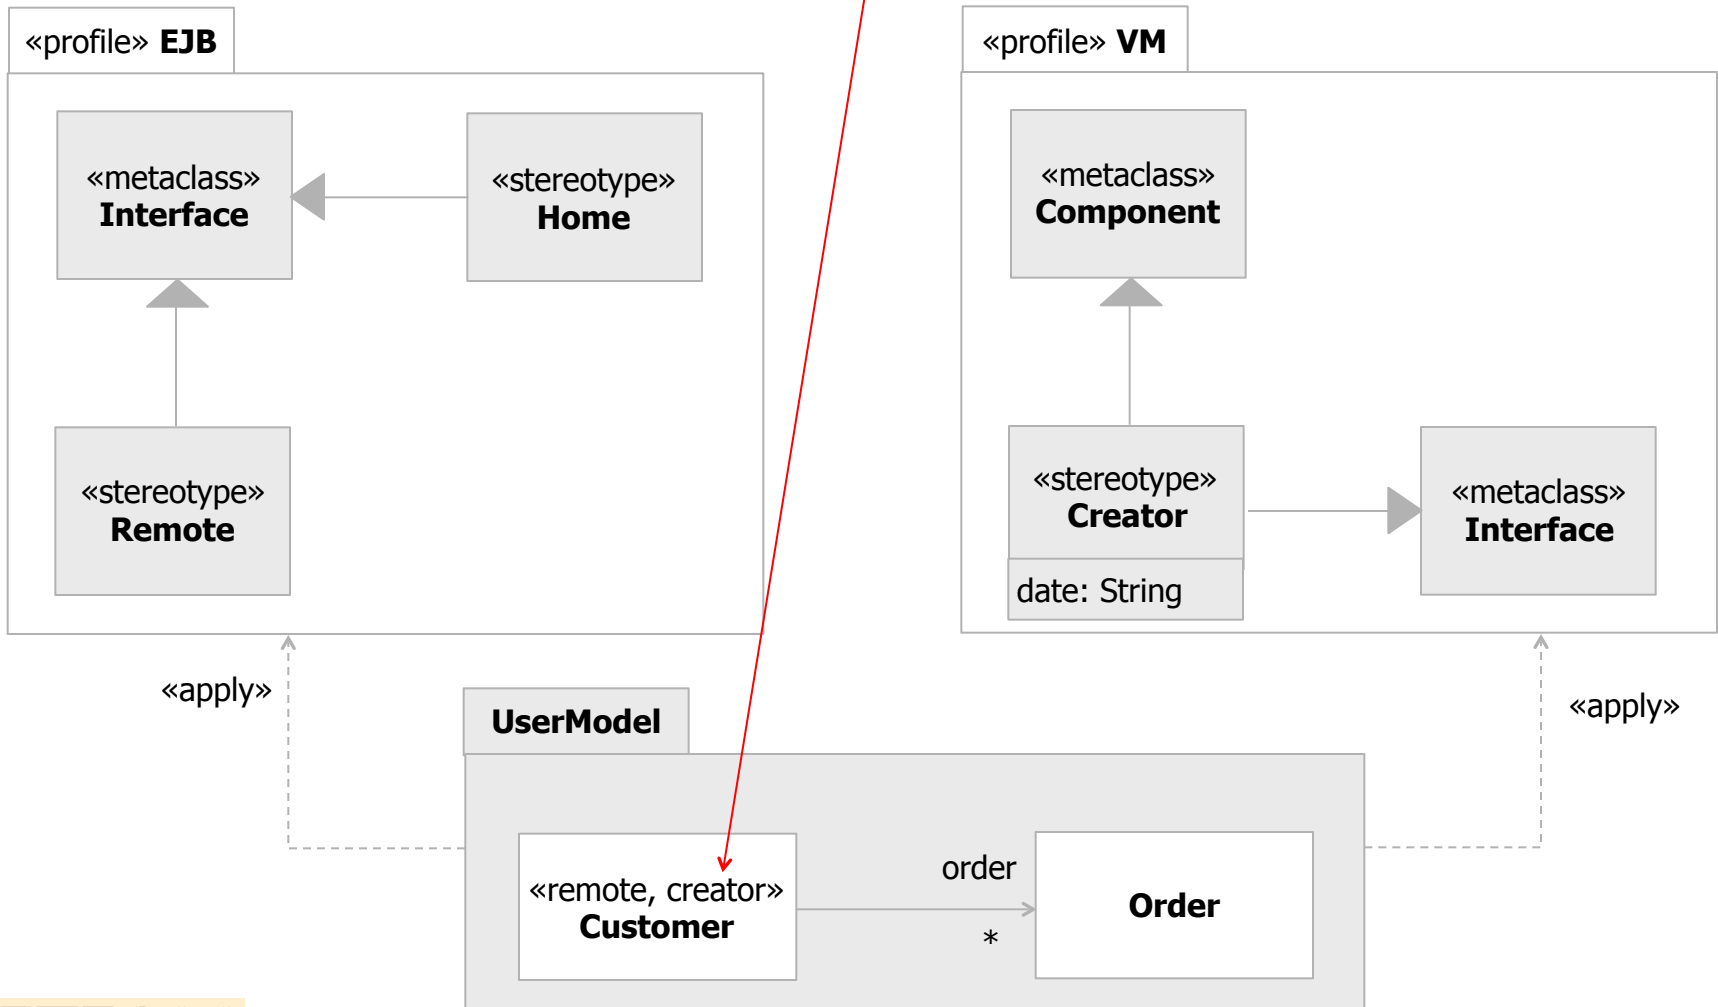 «profile» EJB
«metaclass»
Interface
«stereotype»
Home
«stereotype»
Remote
«profile» VM
«metaclass»
Component
«stereotype»
Creator
date: String
«metaclass»
Interface
«apply»
«apply»
UserModel
«remote, creator»
Customer
order
*
Order